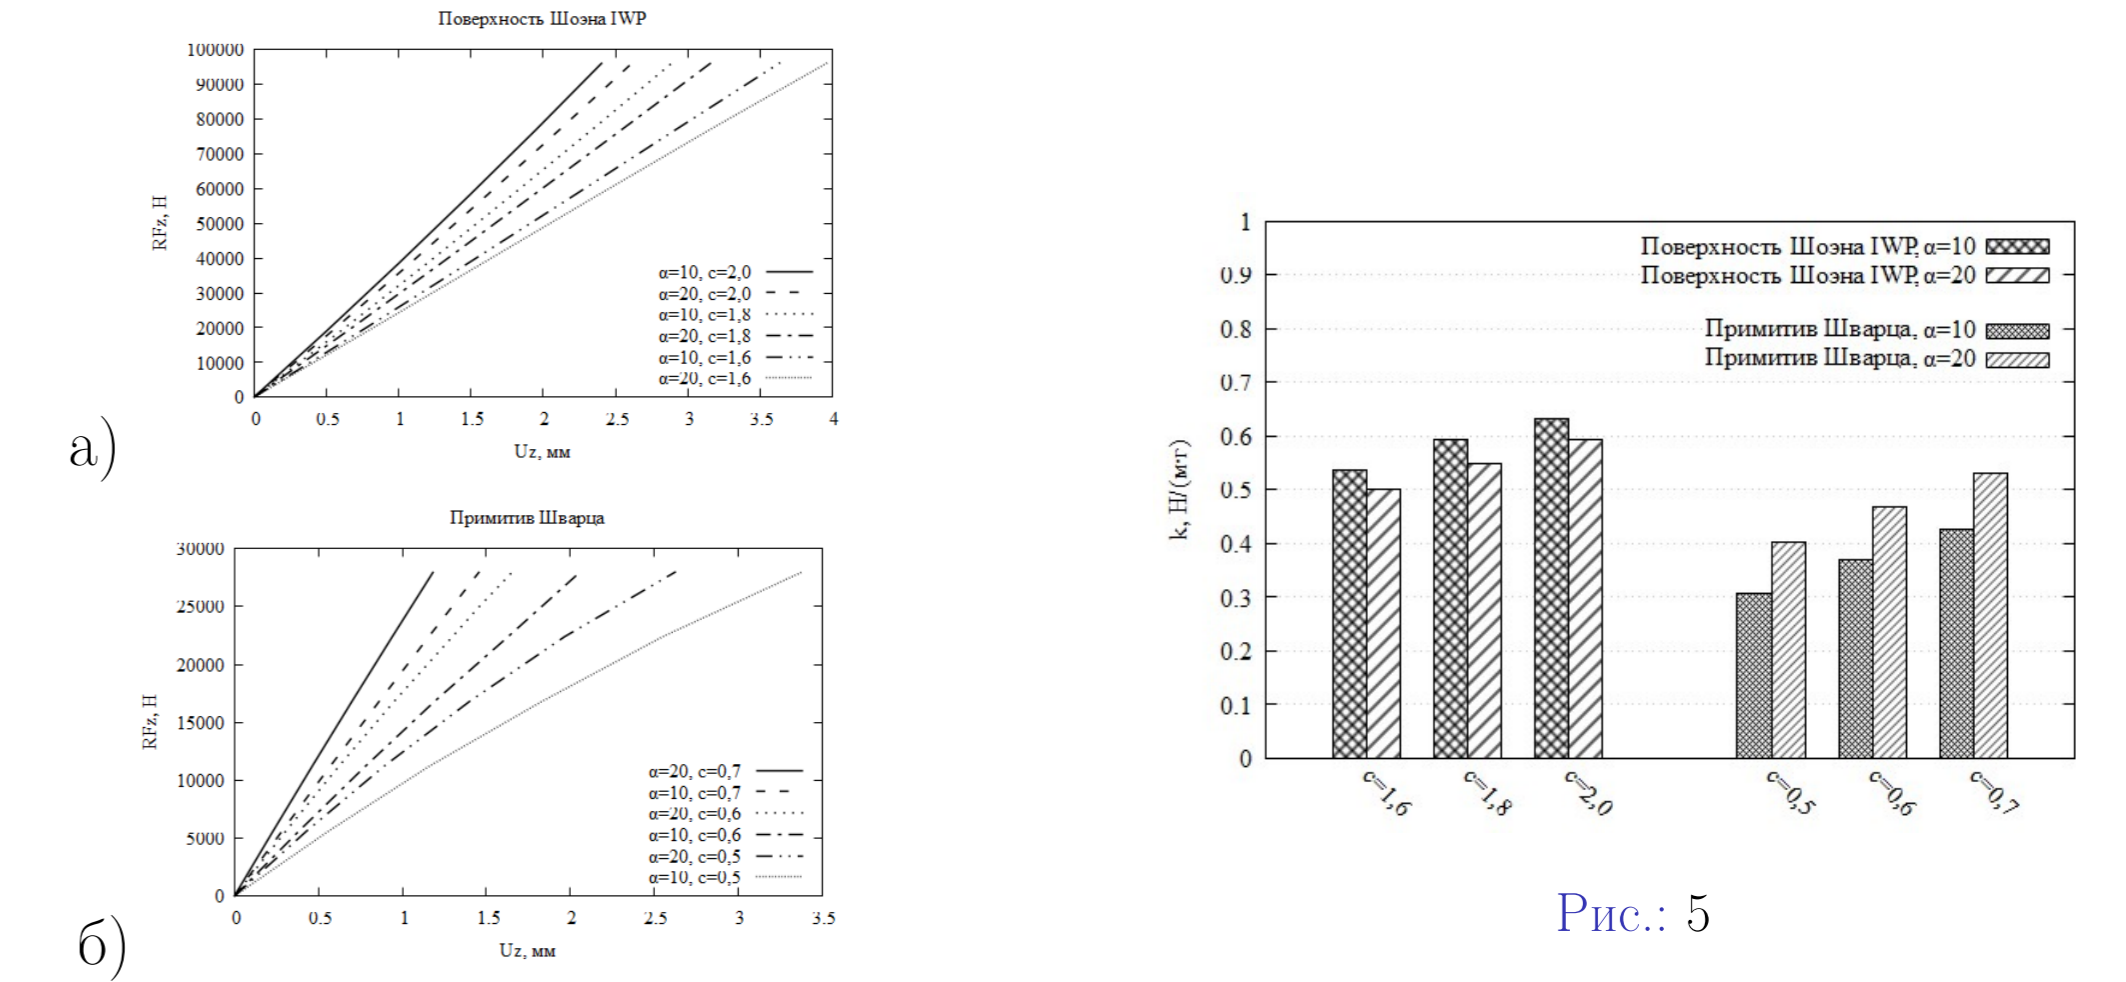 Поверхность Шоэна IWP
100000
90000
80000
70000
60000
50000
40000
30000
20000
10000
0
RFz, Н
α=10, c=2,0
α=20, c=2,0
α=10, c=1,8
α=20, c=1,8
α=10, c=1,6
α=20, c=1,6
0 0.5 1 1.5 2 2.5 3 3.5 4
Uz, мм
а)
Примитив Шварца
30000
25000
20000
15000
10000
5000
0
RFz, Н
α=20, c=0,7
α=10, c=0,7
α=20, c=0,6
α=10, c=0,6
α=20, c=0,5
α=10, c=0,5
0 0.5 1 1.5 2 2.5 3 3.5
Uz, мм
б)
1
0.9
0.8
0.7
0.6
0.5
0.4
0.3
0.2
0.1
0
k, Н/(м·г)
Поверхность Шоэна IWP, α=10
Поверхность Шоэна IWP, α=20
Примитив Шварца, α=10
Примитив Шварца, α=20
c=1,6 c=1,8 c=2,0 c=0,5 c=0,6 c=0,7
Рис.: 5